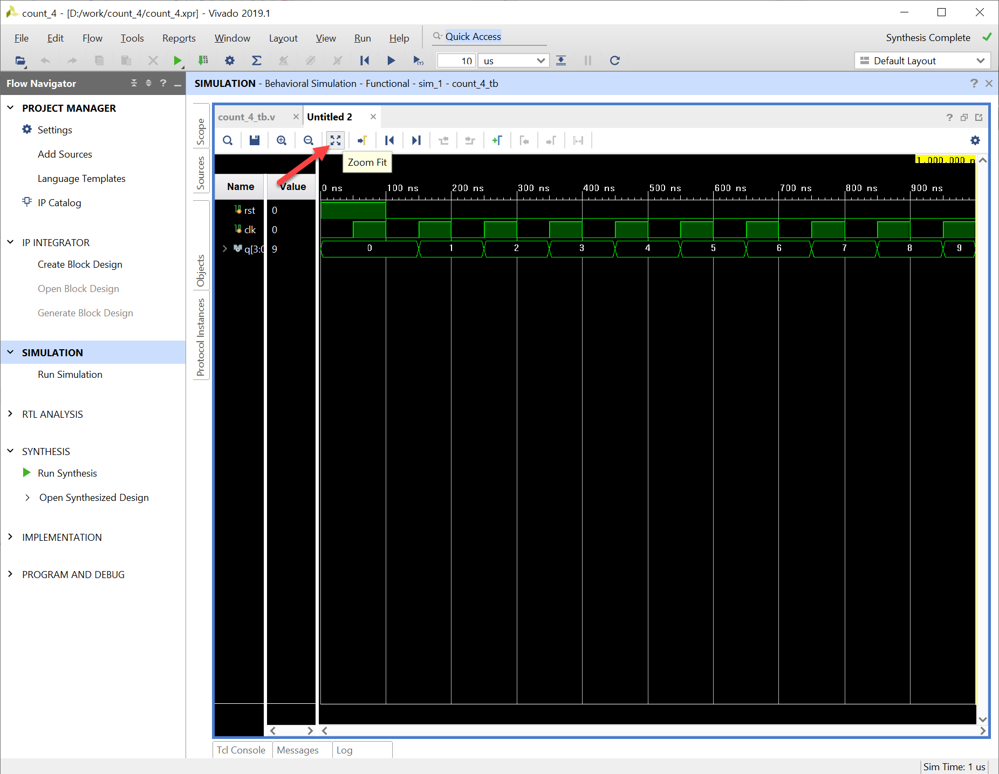 count_4 - [D:/work/count_4/count_4.xpr] - Vivado 2019.1
File Edit Flow Tools Reports Window Layout View Run Help Quick Access Synthesis Complete
10 us Default Layout
Flow Navigator
SIMULATION - Behavioral Simulation - Functional - sim_1 - count_4_tb
PROJECT MANAGER
Settings
Add Sources
Language Templates
IP Catalog
IP INTEGRATOR
Create Block Design
Open Block Design
Generate Block Design
SIMULATION
Run Simulation
RTL ANALYSIS
SYNTHESIS
Run Synthesis
Open Synthesized Design
IMPLEMENTATION
PROGRAM AND DEBUG
Scope
Sources
Objects
Protocol Instances
count_4_tb.v Untitled 2
Zoom Fit
1,000.000 n
Name Value
0 ns 100 ns 200 ns 300 ns 400 ns 500 ns 600 ns 700 ns 800 ns 900 ns
rst 0
clk 0
q[3:0 9 0 1 2 3 4 5 6 7 8 9
Tcl Console Messages Log
Sim Time: 1 us